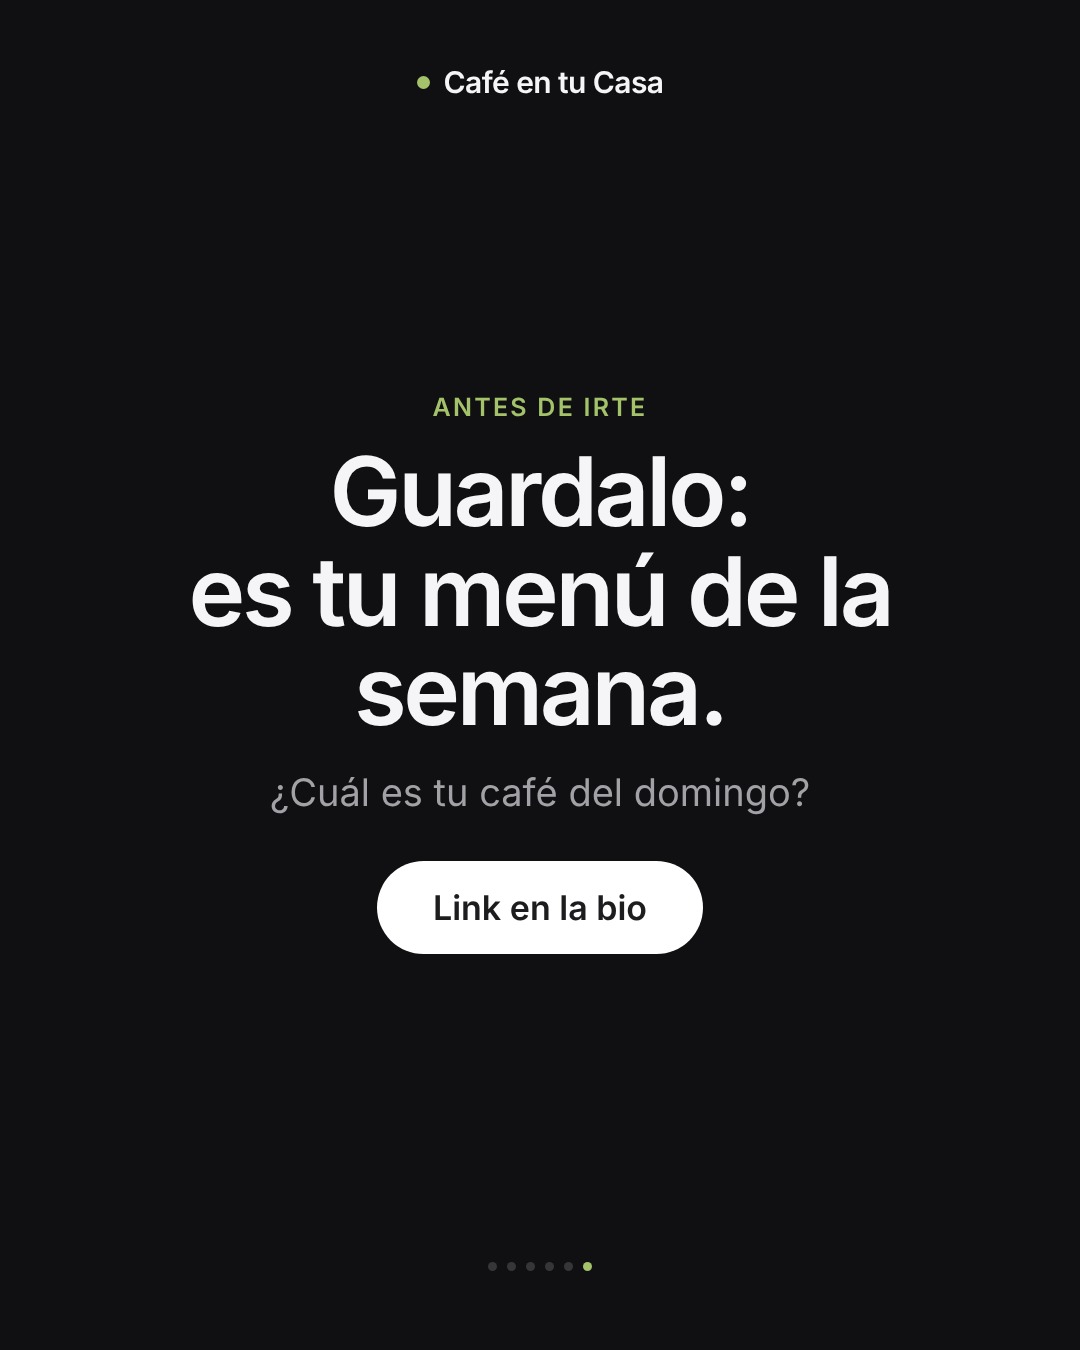 Café en tu Casa
ANTES DE IRTE
Guardalo:
es tu menú de la
semana.
¿Cuál es tu café del domingo?
Link en la bio